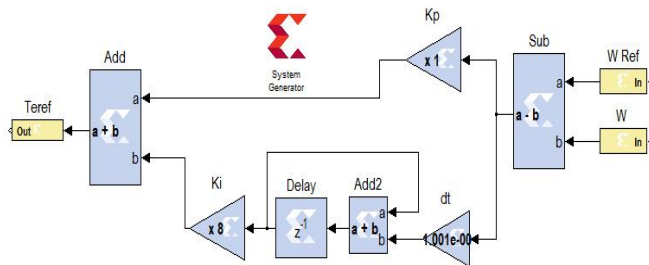 Kp
Add
Sub
W Ref
System
Generator
x 1
a
a
In
Teref
W
Out
a + b
a - b
b
In
b
Ki
Delay
Add2
dt
a
x 8
z-1
a + b
b
1.001e-00